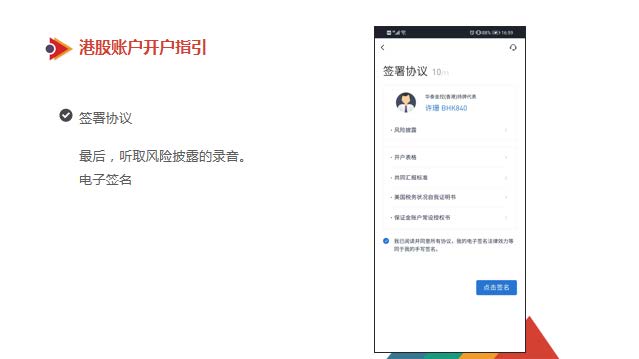 港股账户开户指引
签署协议
最后，听取风险披露的录音。
电子签名
88% 16:59
签署协议 10/11
华泰金控(香港)持牌代表
许珊 BHK840
·风险披露
·开户表格
·共同汇报标准
·美国税务状况自我证明书
·保证金账户常设授权书
我已阅读并同意所有协议，我的电子签名法律效力等
同于我的手写签名。
点击签名